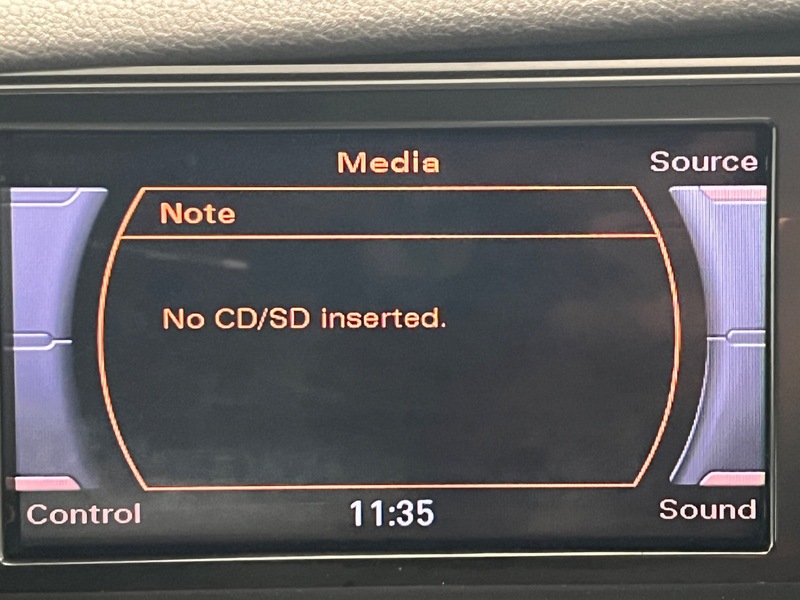 Media
Source
Note
No CD/SD inserted.
Control
11:35
Sound